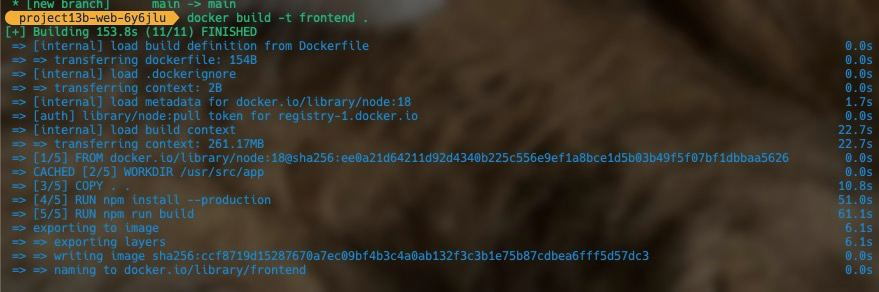 * [new branch]      main -> main
project13b-web-6y6jlu docker build -t frontend .
[+] Building 153.8s (11/11) FINISHED
=> [internal] load build definition from Dockerfile 0.0s
=> => transferring dockerfile: 154B 0.0s
=> [internal] load .dockerignore 0.0s
=> => transferring context: 2B 0.0s
=> [internal] load metadata for docker.io/library/node:18 1.7s
=> [auth] library/node:pull token for registry-1.docker.io 0.0s
=> [internal] load build context 22.7s
=> => transferring context: 261.17MB 22.7s
=> [1/5] FROM docker.io/library/node:18@sha256:ee0a21d64211d92d4340b225c556e9ef1a8bce1d5b03b49f5f07bf1dbbaa5626 0.0s
=> CACHED [2/5] WORKDIR /usr/src/app 0.0s
=> [3/5] COPY . . 10.8s
=> [4/5] RUN npm install --production 51.0s
=> [5/5] RUN npm run build 61.1s
=> exporting to image 6.1s
=> => exporting layers 6.1s
=> => writing image sha256:ccf8719d15287670a7ec09bf4b3c4a0ab132f3c3b1e75b87cdbea6fff5d57dc3 0.0s
=> => naming to docker.io/library/frontend 0.0s